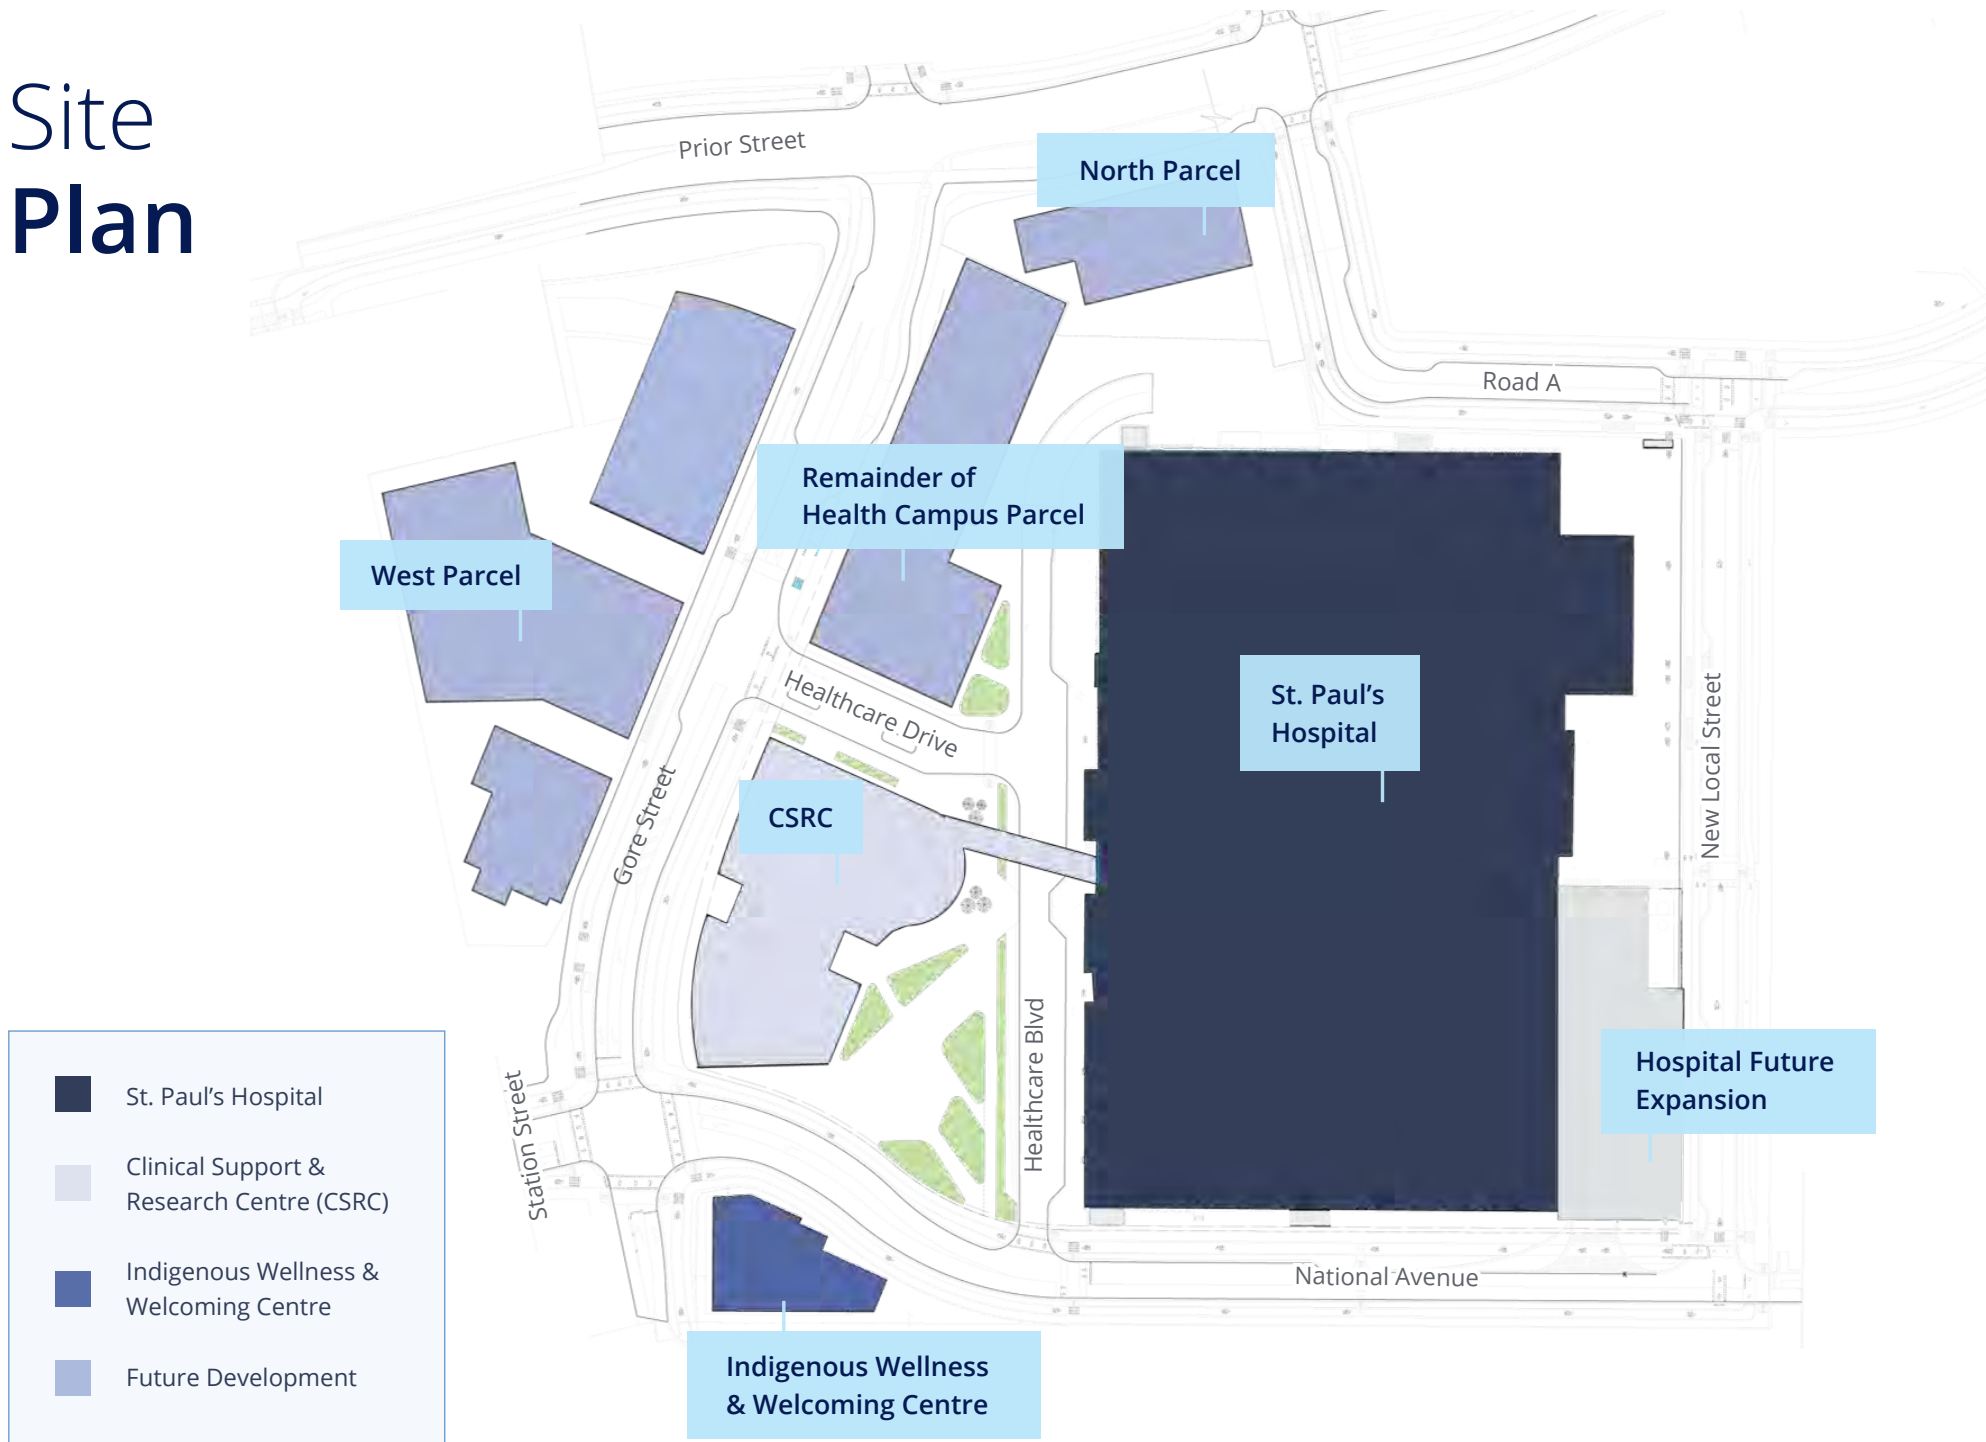 Site
Plan
Prior Street
North Parcel
Road A
Remainder of
Health Campus Parcel
West Parcel
St. Paul's
Hospital
Healthcare Drive
New Local Street
CSRC
Gore Street
Healthcare Blvd
Hospital Future
Expansion
Station Street
National Avenue
Indigenous Wellness
& Welcoming Centre
St. Paul's Hospital
Clinical Support &
Research Centre (CSRC)
Indigenous Wellness &
Welcoming Centre
Future Development